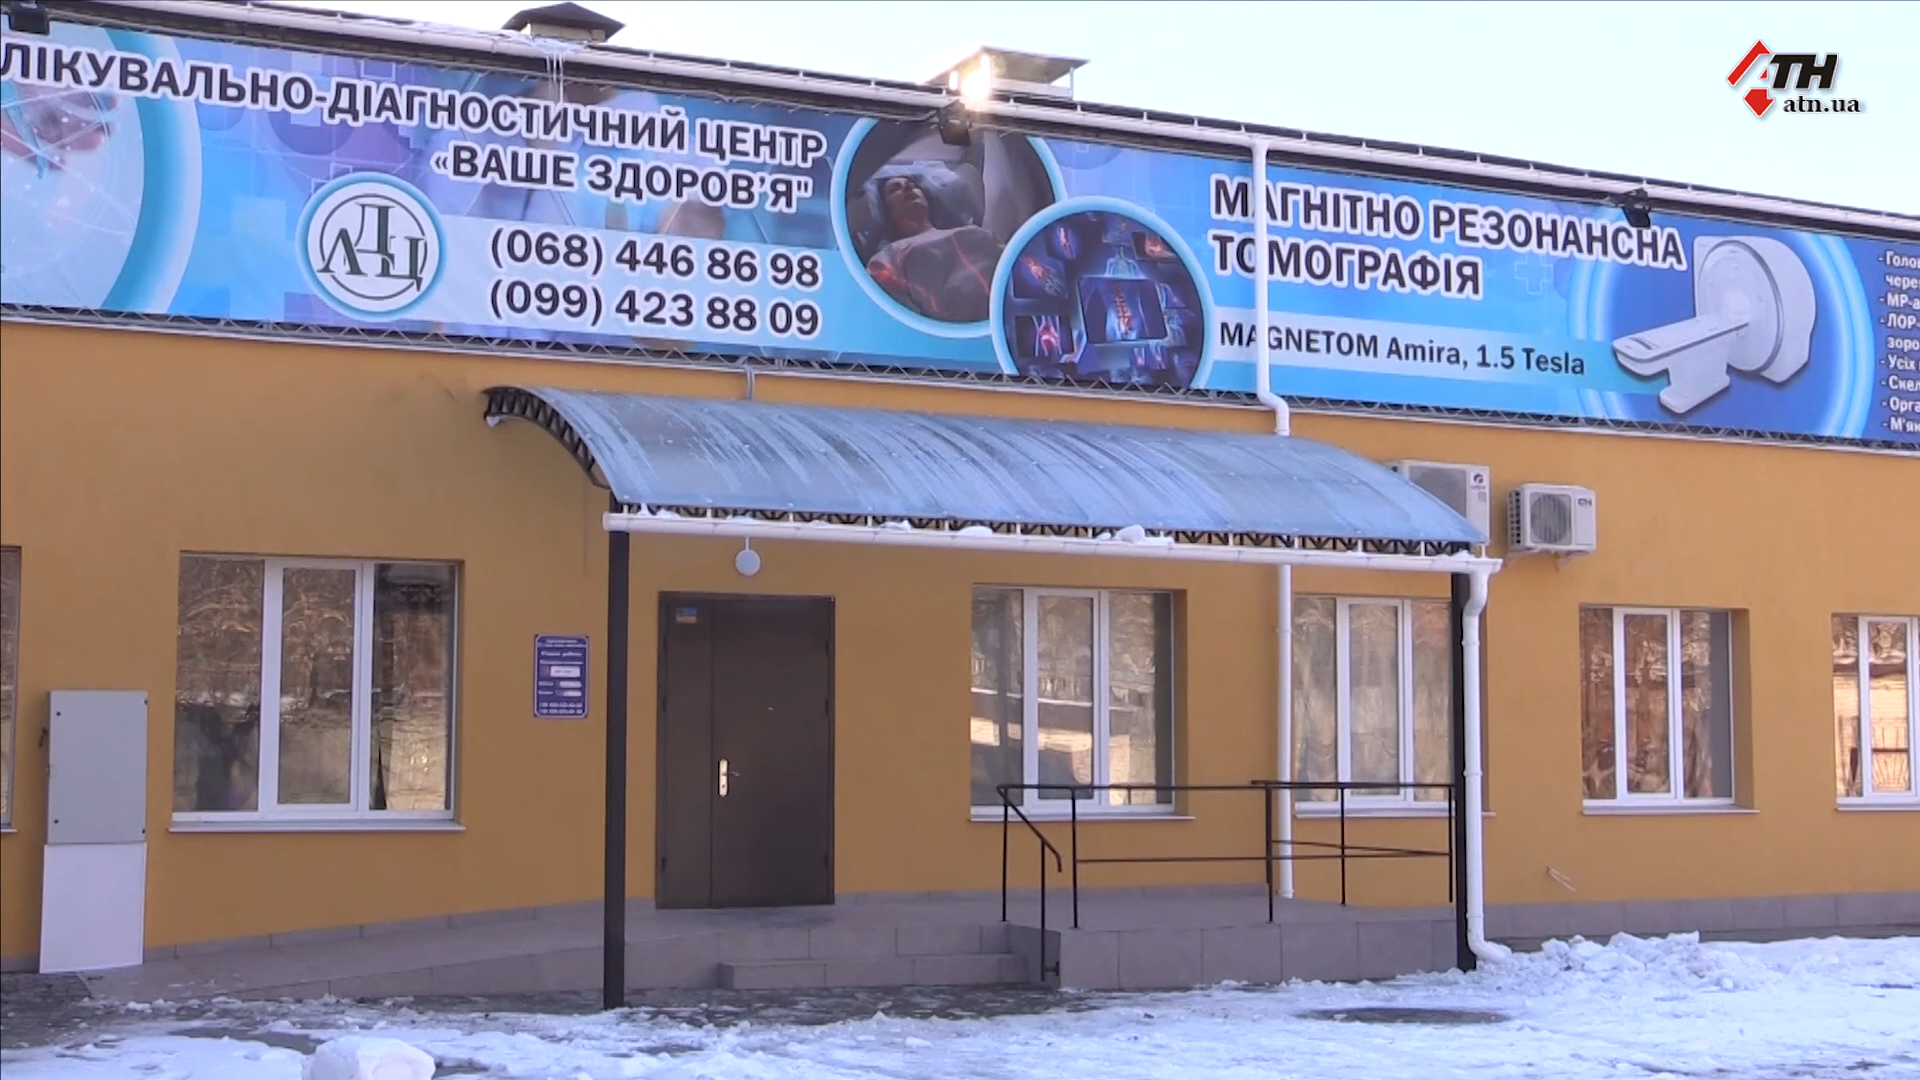 ЛІКУВАЛЬНО-ДІАГНОСТИЧНИЙ ЦЕНТР
«ВАШЕ ЗДОРОВ’Я"
ЛДЦ
(068) 446 86 98
(099) 423 88 09
МАГНІТНО РЕЗОНАНСНА
ТОМОГРАФІЯ
MAGNETOM Amira, 1.5 Tesla
АТН
atn.ua